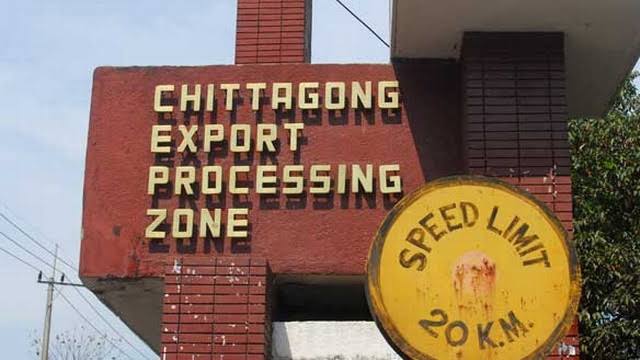 CHITTAGONG
EXPORT
PROCESSING
ZONE
SPEED LIMIT
20 K.M.